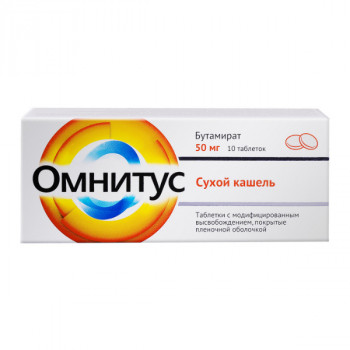 Бутамират
50 мг 10 таблеток
Омнитус
Сухой кашель
Таблетки с модифицированным
высвобождением, покрытые
пленочной оболочкой